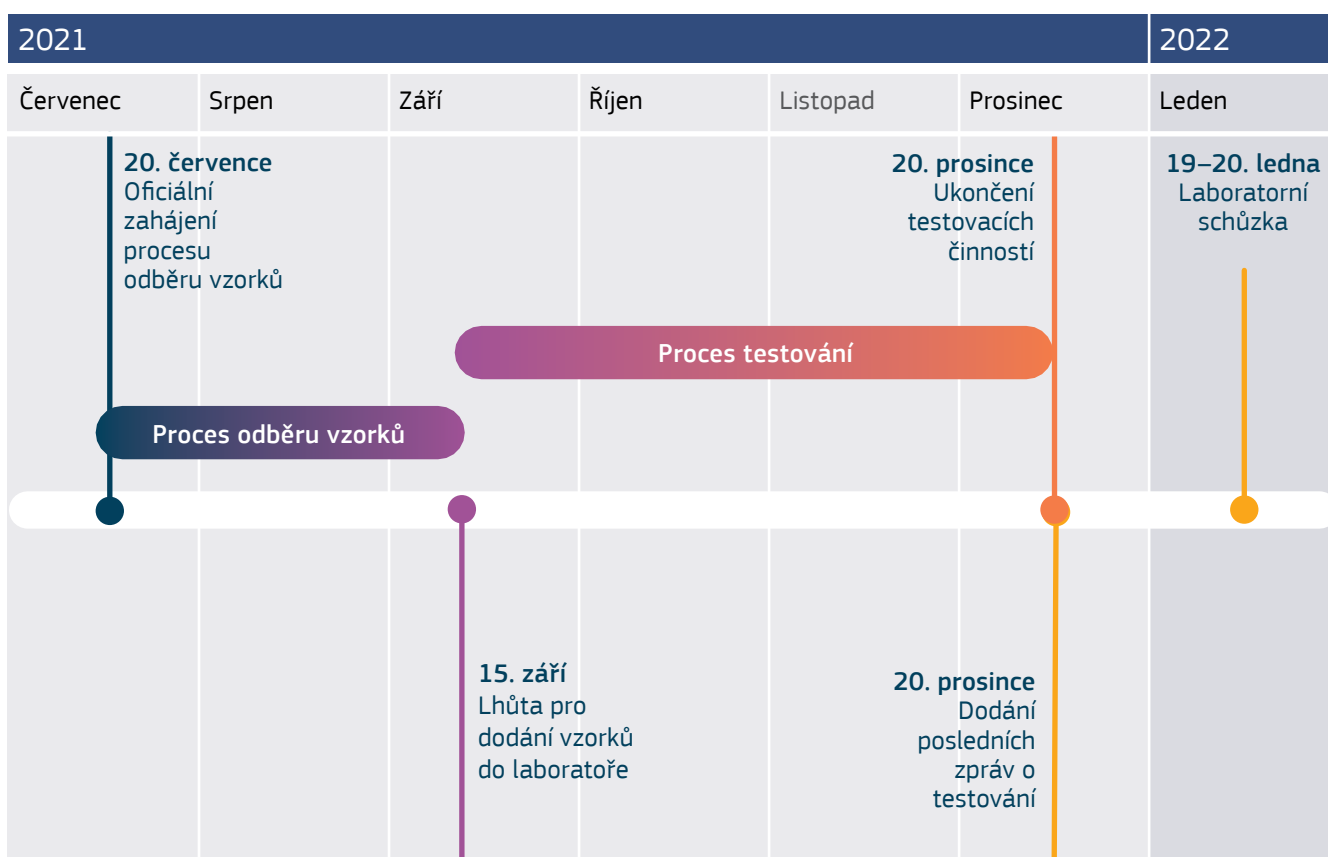 2021
2022
Červenec
Srpen
Září
Říjen
Listopad
Prosinec
Leden
20. července
Oficiální
zahájení
procesu
odběru vzorků
20. prosince
Ukončení
testovacích
činností
19–20. ledna
Laboratorní
schůzka
Proces testování
Proces odběru vzorků
15. září
Lhůta pro
dodání vzorků
do laboratoře
20. prosince
Dodání
posledních
zpráv o
testování